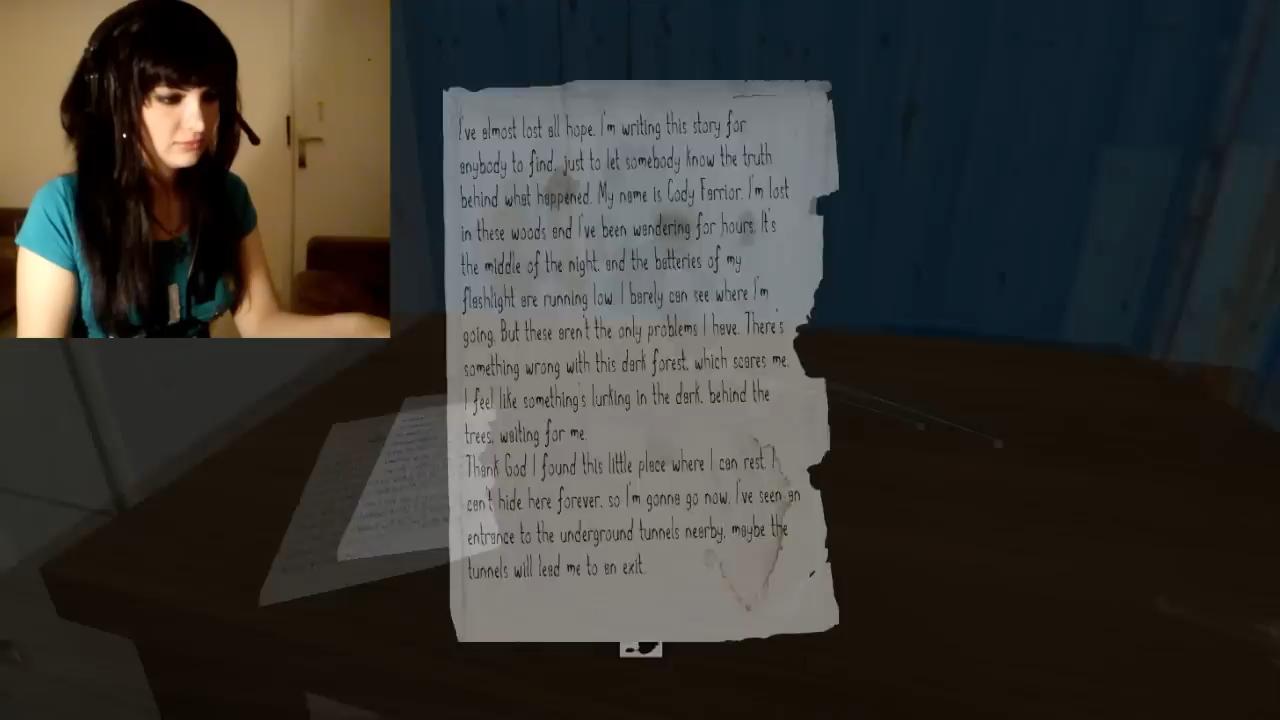 I've almost lost all hope. I'm writing this story for
anybody to find, just to let somebody know the truth
behind what happened. My name is Cody Farrior. I'm lost
in these woods and I've been wandering for hours. It's
the middle of the night, and the batteries of my
flashlight are running low. I barely can see where I'm
going. But these aren't the only problems I have. There's
something wrong with this dark forest, which scares me.
I feel like something's lurking in the dark, behind the
trees, waiting for me.
Thank God I found this little place where I can rest. I
can't hide here forever, so I'm gonna go now. I've seen an
entrance to the underground tunnels nearby, maybe the
tunnels will lead me to an exit.